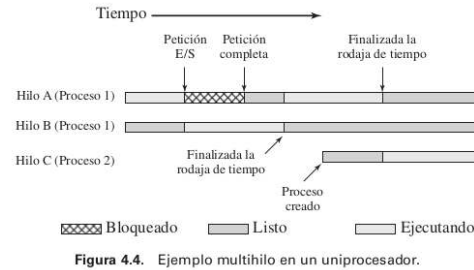 Tiempo
Petición
E/S
Petición
completa
Finalizada la
rodaja de tiempo
Hilo A (Proceso 1)
Hilo B (Proceso 1)
Hilo C (Proceso 2)
Finalizada la
rodaja de tiempo
Proceso
creado
Bloqueado
Listo
Ejecutando
Figura 4.4. Ejemplo multihilo en un uniprocesador.